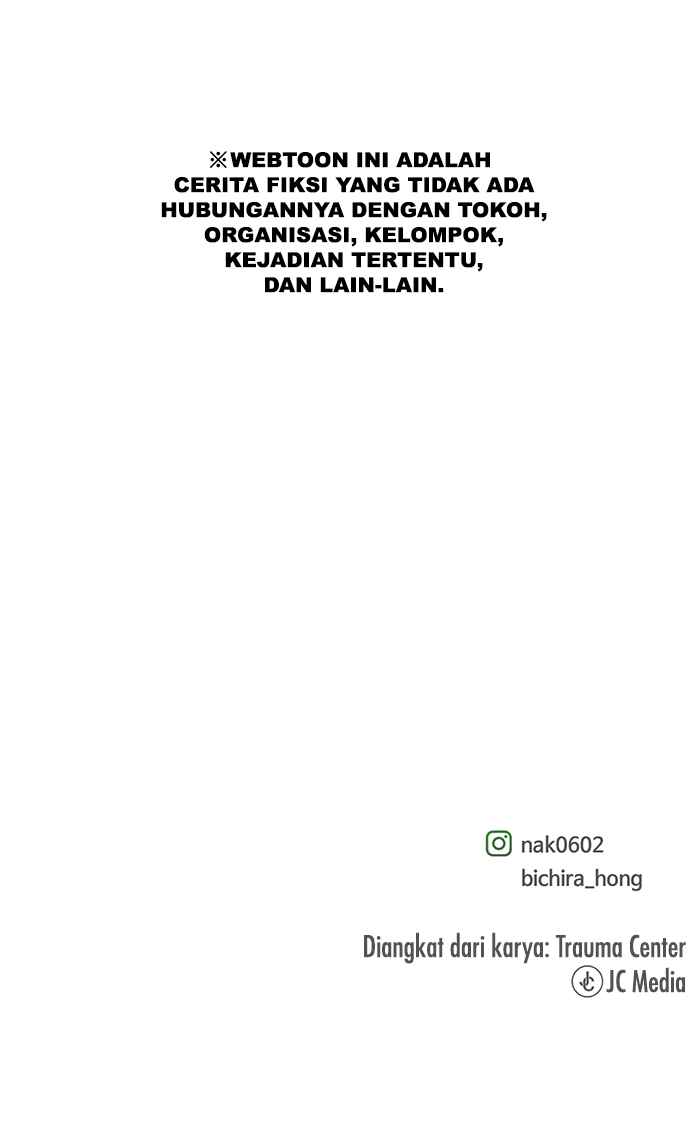 ※WEBTOON INI ADALAH
CERITA FIKSI YANG TIDAK ADA
HUBUNGANNYA DENGAN TOKOH,
ORGANISASI, KELOMPOK,
KEJADIAN TERTENTU,
DAN LAIN-LAIN.
nak0602
bichira_hong
Diangkat dari karya: Trauma Center
JC JC Media